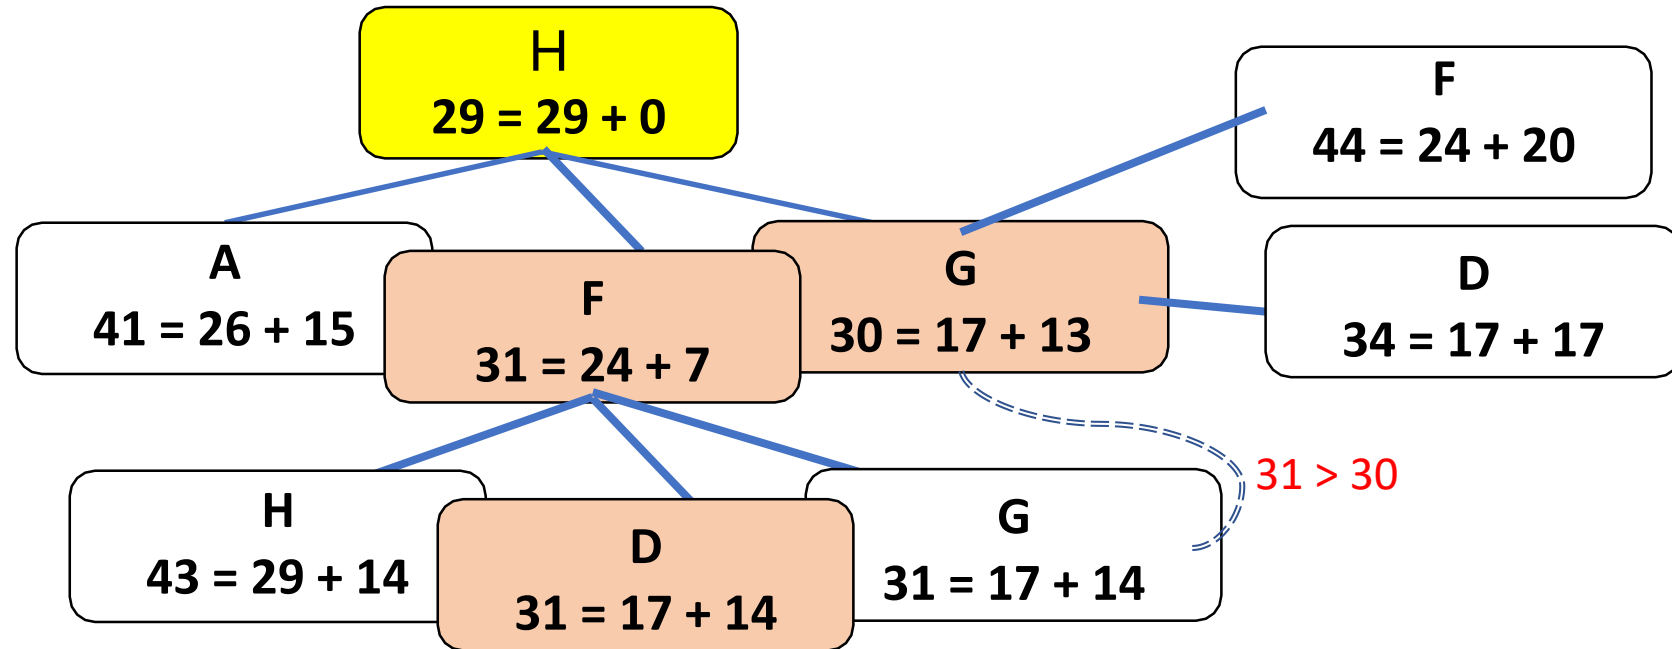 H
29 = 29 + 0
F
44 = 24 + 20
A
41 = 26 + 15
F
31 = 24 + 7
G
30 = 17 + 13
D
34 = 17 + 17
31 > 30
H
43 = 29 + 14
D
31 = 17 + 14
G
31 = 17 + 14